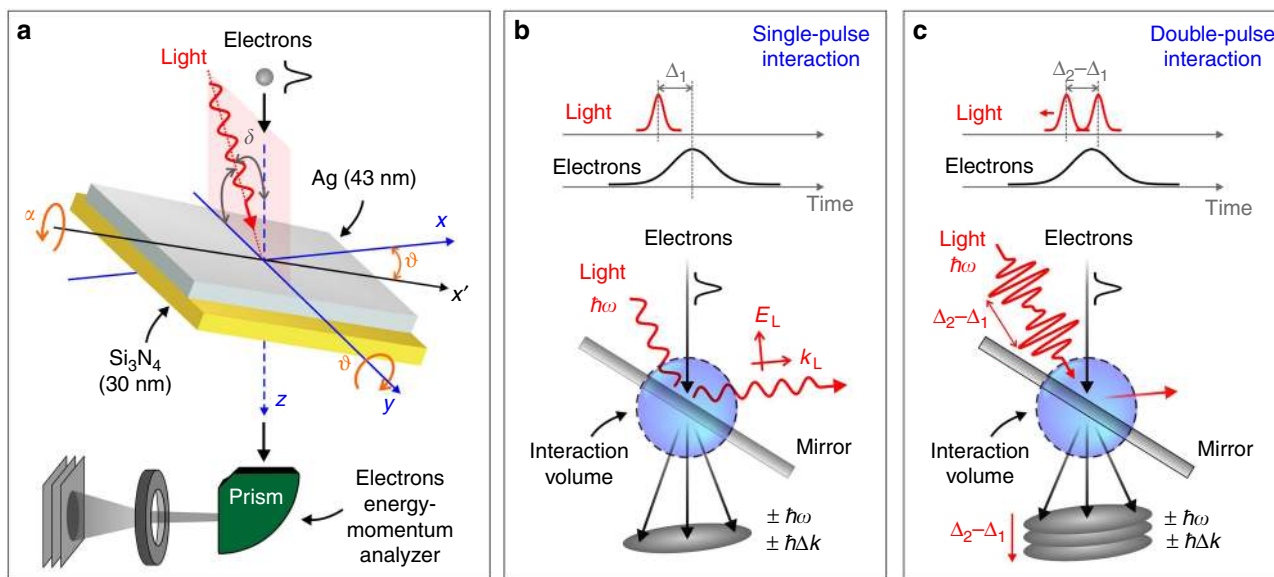 a
Electrons
Light
δ
Ag (43 nm)
α
x
ϑ
x′
Si3N4
(30 nm)
ϑ
z
y
Prism
Electrons
energy-
momentum
analyzer
b
Single-pulse
interaction
Δ1
Light
Electrons
Time
Electrons
Light
ħω
EL
kL
Interaction
volume
Mirror
± ħω
± ħΔk
c
Double-pulse
interaction
Δ2–Δ1
Light
Electrons
Time
Light
ħω
Electrons
Δ2–Δ1
Interaction
volume
Mirror
Δ2–Δ1
± ħω
± ħΔk